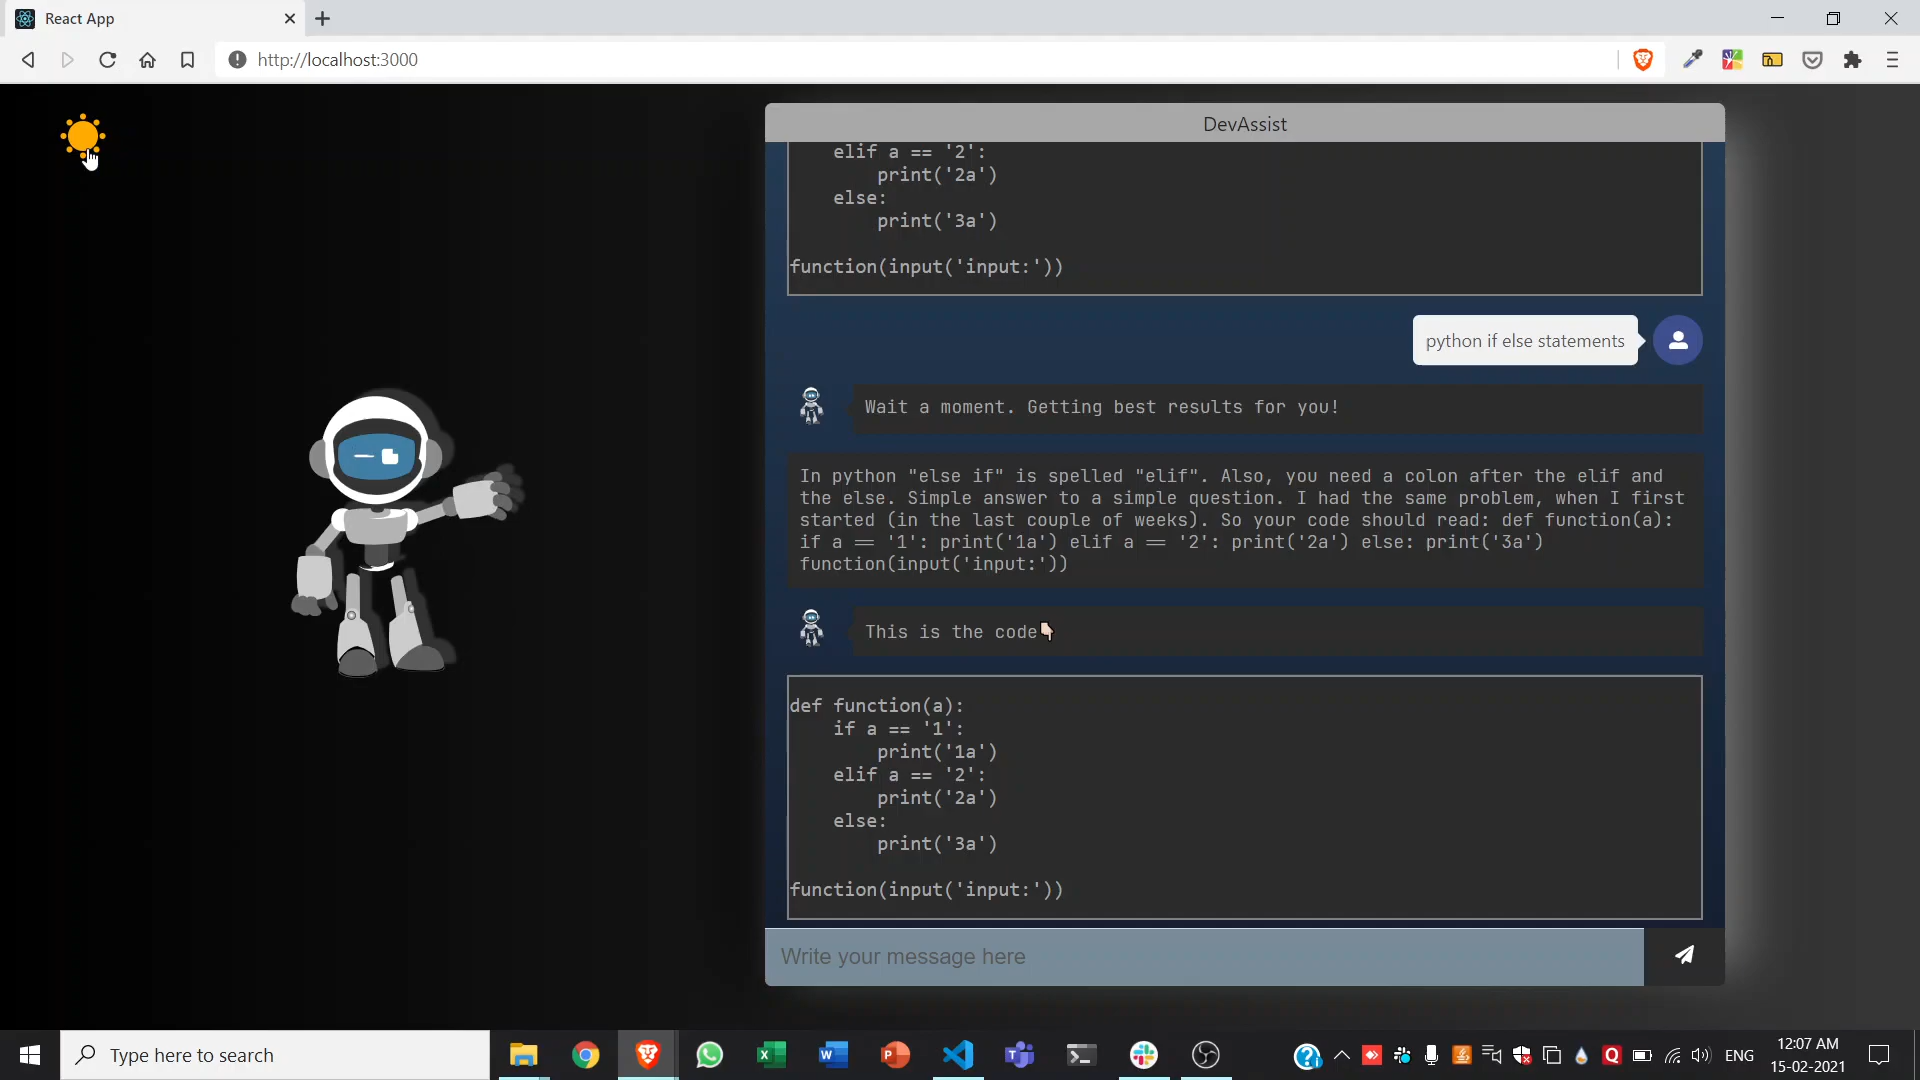 React App
http://localhost:3000
DevAssist
elif a == '2':
print('2a')
else:
print('3a')
function(input('input:'))
python if else statements
Wait a moment. Getting best results for you!
In python "else if" is spelled "elif". Also, you need a colon after the elif and
the else. Simple answer to a simple question. I had the same problem, when I first
started (in the last couple of weeks). So your code should read: def function(a):
if a == '1': print('1a') elif a == '2': print('2a') else: print('3a')
function(input('input:'))
This is the code
def function(a):
if a == '1':
print('1a')
elif a == '2':
print('2a')
else:
print('3a')
function(input('input:'))
Write your message here
Type here to search
ENG
12:07 AM
15-02-2021